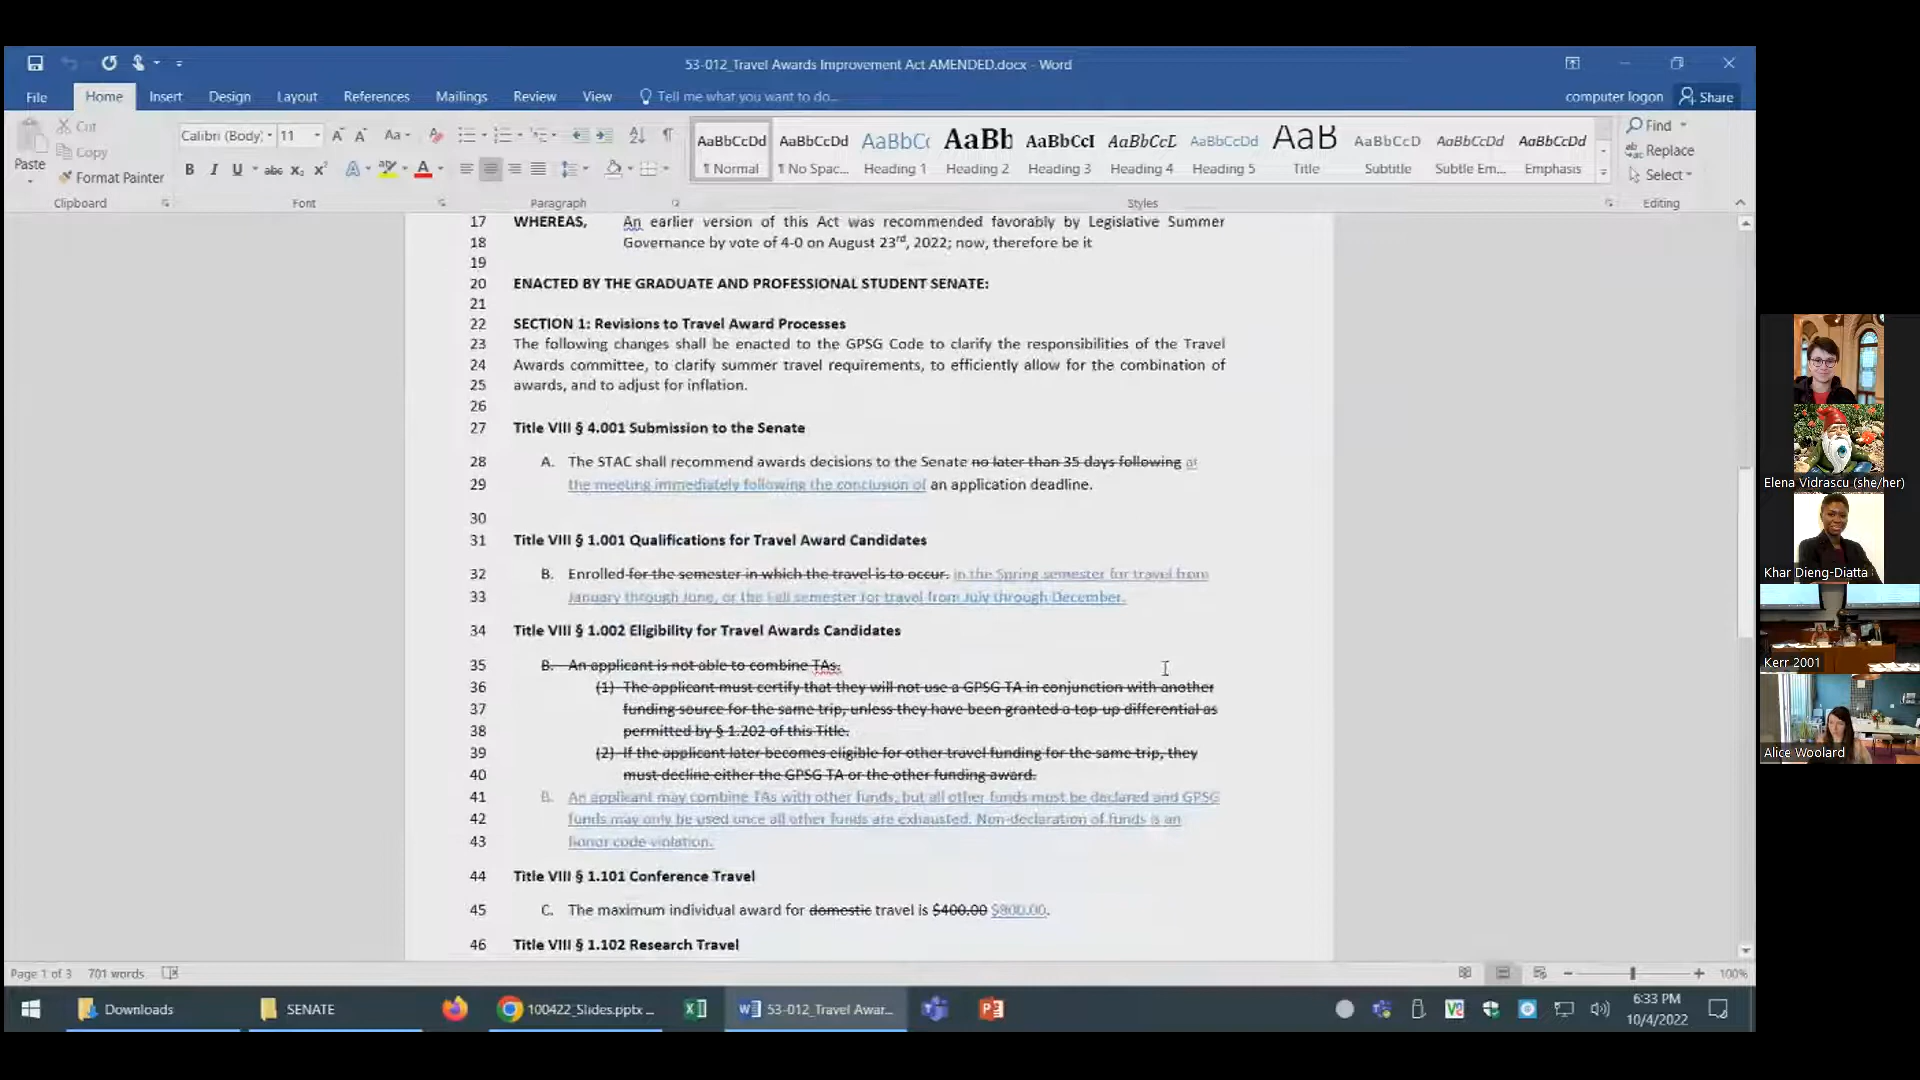 53-012_Travel Awards Improvement Act AMENDED.docx - Word
File Home Insert Design Layout References Mailings Review View Tell me what you want to do... computer logon Share
Paste Cut Copy Format Painter
Calibri (Body) 11
B I U abc X₂ X² A A
AaBbCcDd AaBbCcDd AaBbCc AaBb AaBbCcI AaBbCcD AaBbCcDd AaB AaBbCcD AaBbCcDd AaBbCcDd
¶ Normal ¶ No Spac... Heading 1 Heading 2 Heading 3 Heading 4 Heading 5 Title Subtitle Subtle Em... Emphasis
Find Replace Select
Clipboard Font Paragraph Styles Editing
17 WHEREAS, An earlier version of this Act was recommended favorably by Legislative Summer
18 Governance by vote of 4-0 on August 23rd, 2022; now, therefore be it
19
20 ENACTED BY THE GRADUATE AND PROFESSIONAL STUDENT SENATE:
21
22 SECTION 1: Revisions to Travel Award Processes
23 The following changes shall be enacted to the GPSG Code to clarify the responsibilities of the Travel
24 Awards committee, to clarify summer travel requirements, to efficiently allow for the combination of
25 awards, and to adjust for inflation.
26
27 Title VIII § 4.001 Submission to the Senate
28 A. The STAC shall recommend awards decisions to the Senate no later than 35 days following at
29 the meeting immediately following the conclusion of an application deadline.
30
31 Title VIII § 1.001 Qualifications for Travel Award Candidates
32 B. Enrolled for the semester in which the travel is to occur. in the Spring semester for travel from
33 January through June, or the Fall semester for travel from July through December.
34 Title VIII § 1.002 Eligibility for Travel Awards Candidates
35 B. An applicant is not able to combine TAs.
36 (1) The applicant must certify that they will not use a GPSG TA in conjunction with another
37 funding source for the same trip, unless they have been granted a top up differential as
38 permitted by § 1.202 of this Title.
39 (2) If the applicant later becomes eligible for other travel funding for the same trip, they
40 must decline either the GPSG TA or the other funding award.
41 B. An applicant may combine TAs with other funds, but all other funds must be declared and GPSG
42 funds may only be used once all other funds are exhausted. Non-declaration of funds is an
43 honor code violation.
44 Title VIII § 1.101 Conference Travel
45 C. The maximum individual award for domestic travel is $400.00 $800.00.
46 Title VIII § 1.102 Research Travel
Page 1 of 3 701 words 100%
Downloads SENATE 100422_Slides.pptx ... 53-012_Travel Awar... 6:33 PM
10/4/2022
Elena Vidrascu (she/her)
Khar Dieng-Diatta
Kerr 2001
Alice Woolard